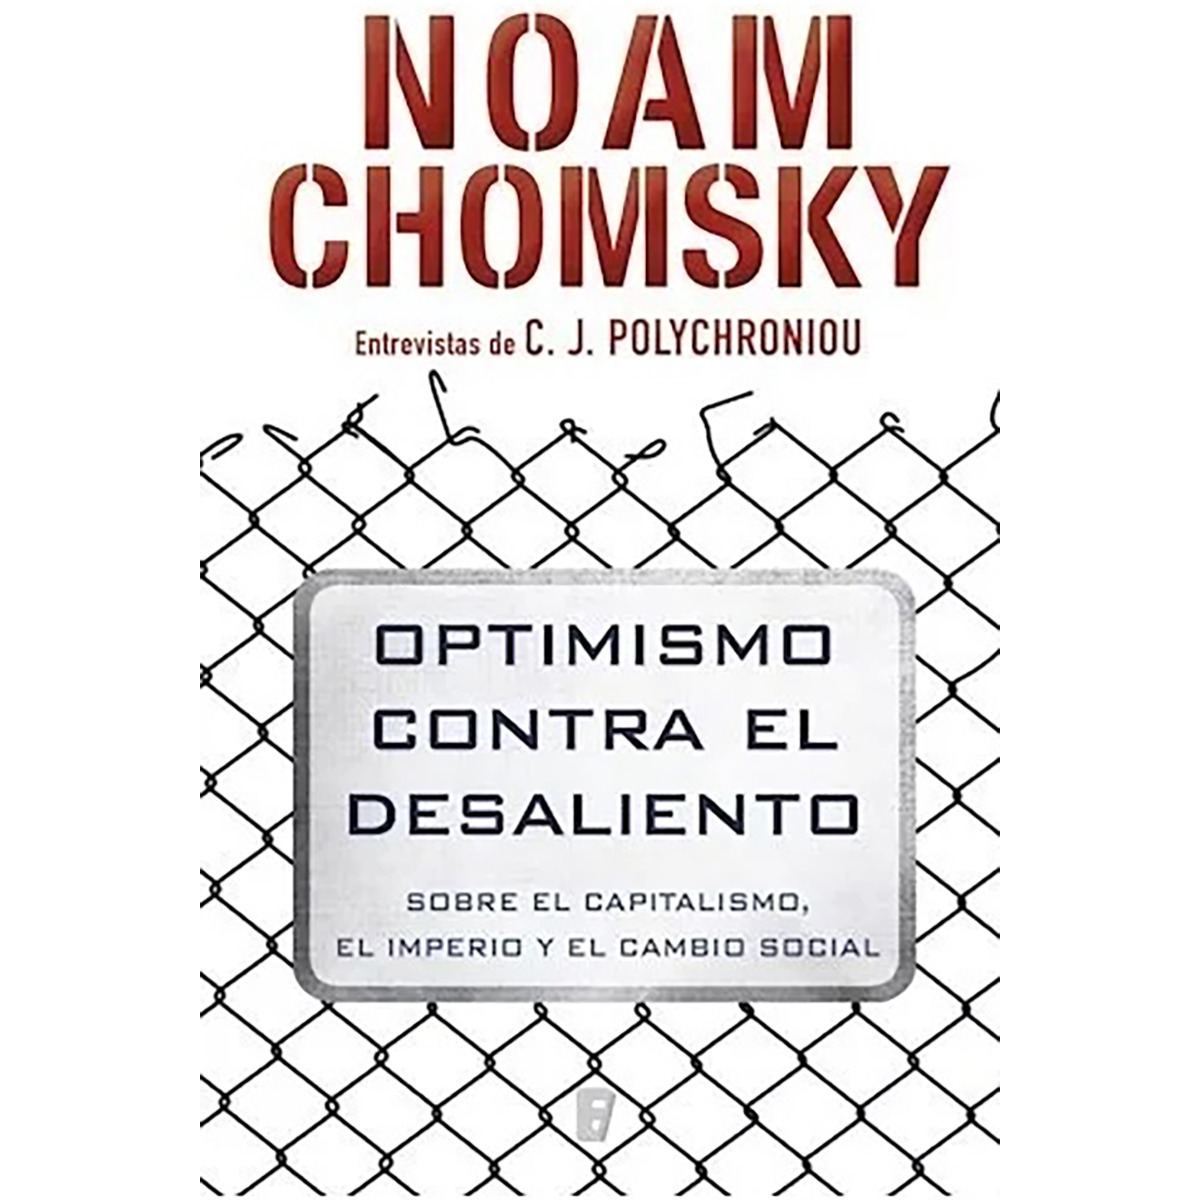 NOAM
CHOMSKY
Entrevistas de C. J. POLYCHRONIOU
OPTIMISMO
CONTRA EL
DESALIENTO
SOBRE EL CAPITALISMO,
EL IMPERIO Y EL CAMBIO SOCIAL
B